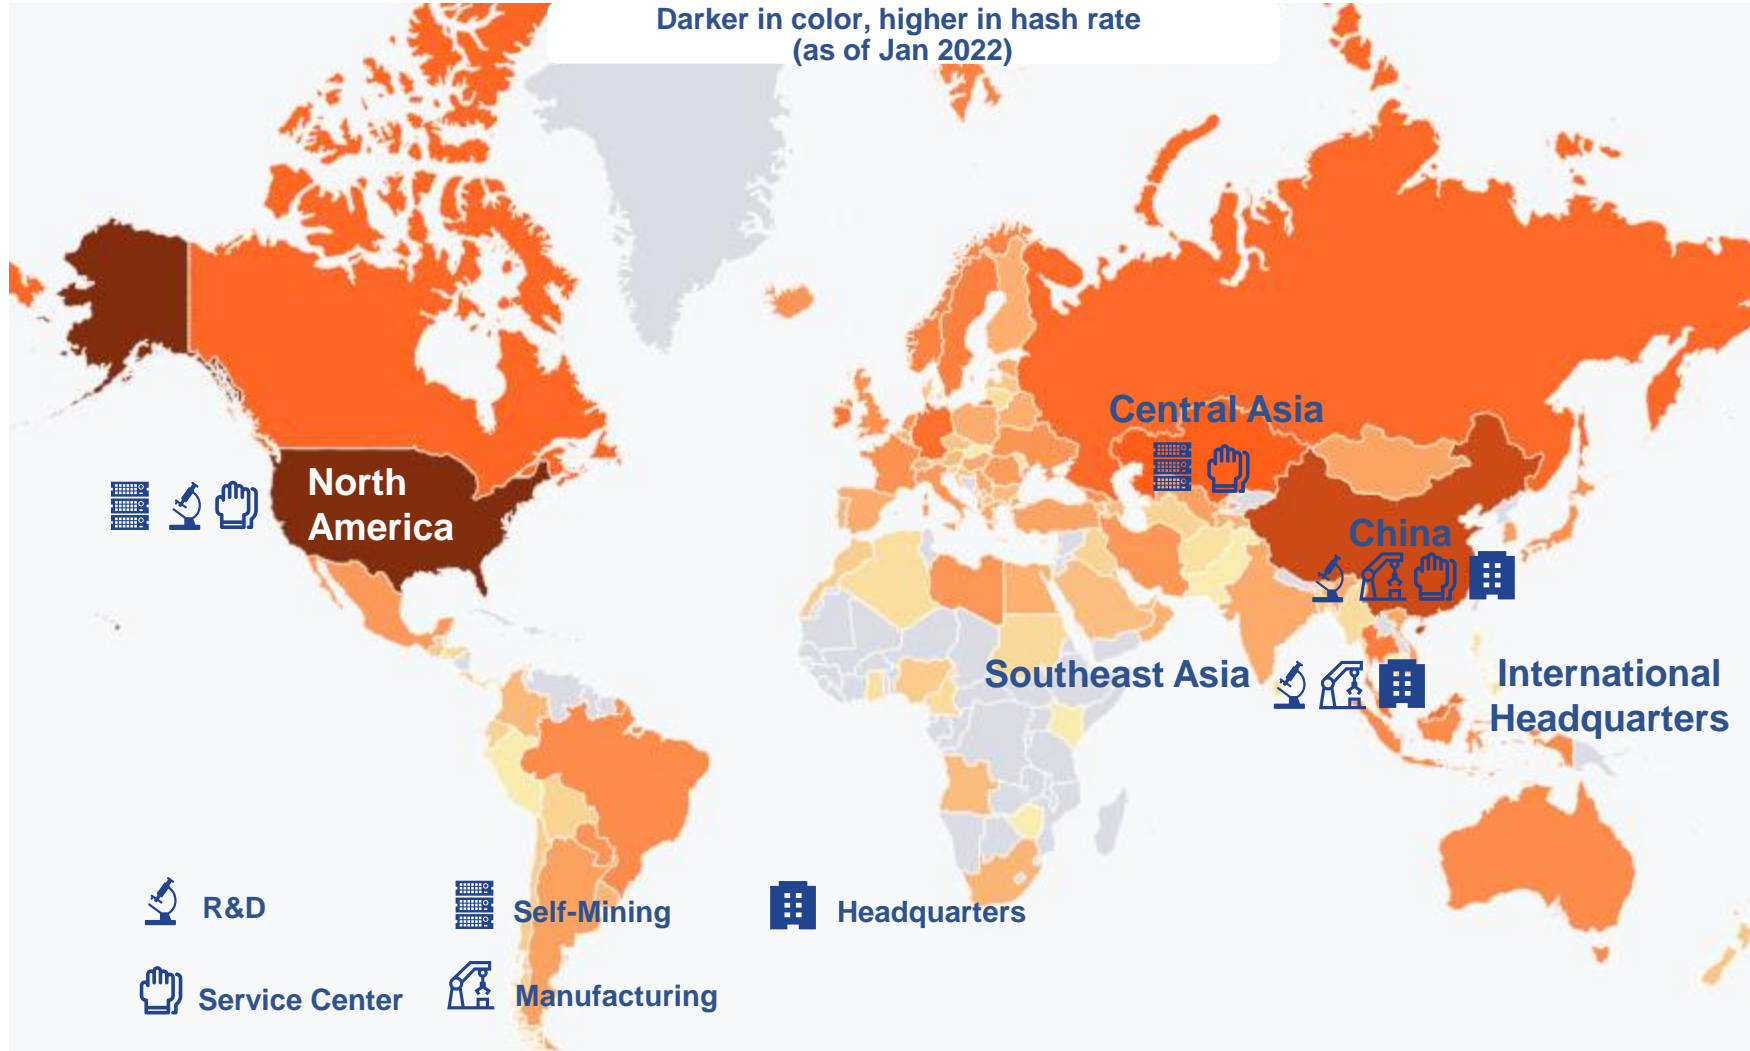 Darker in color, higher in hash rate
(as of Jan 2022)
Central Asia
North
America
China
Southeast Asia
International
Headquarters
R&D
Self-Mining
Headquarters
Service Center
Manufacturing